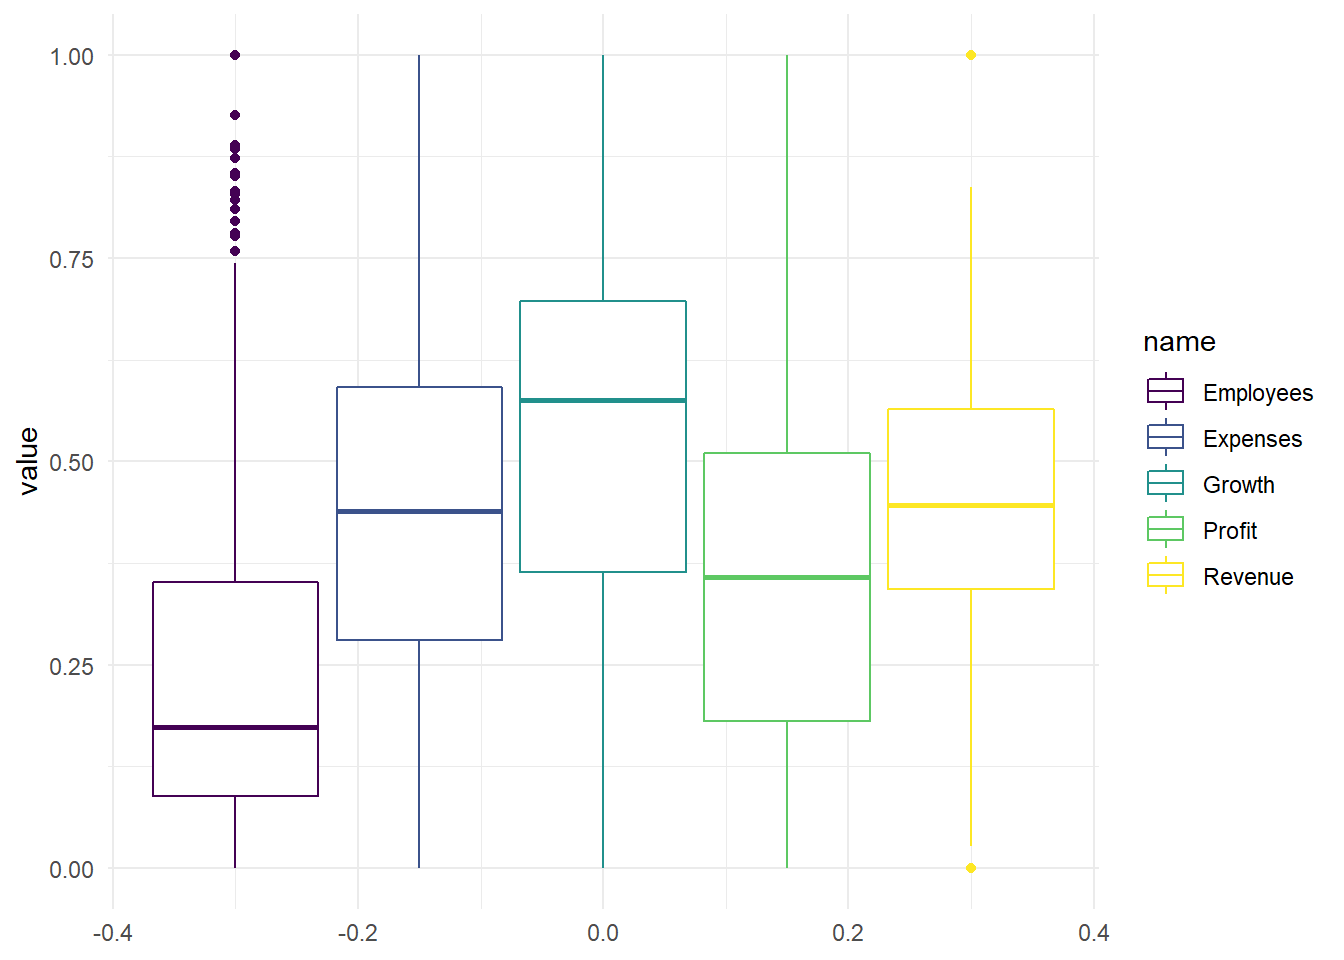 1.00
0.75
0.50
0.25
0.00
value
-0.4
-0.2
0.0
0.2
0.4
name
Employees
Expenses
Growth
Profit
Revenue